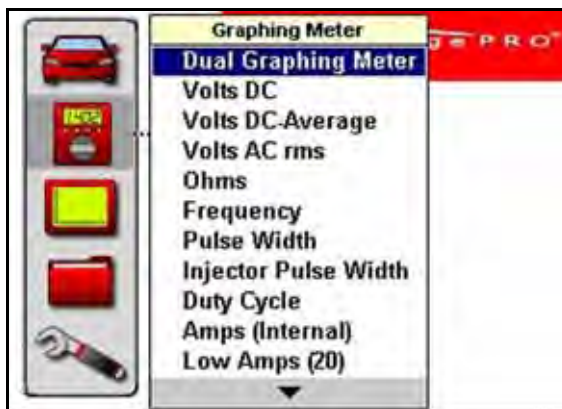 Graphing Meter
g e P R O
Dual Graphing Meter
Volts DC
Volts DC-Average
Volts AC rms
Ohms
Frequency
Pulse Width
Injector Pulse Width
Duty Cycle
Amps (Internal)
Low Amps (20)